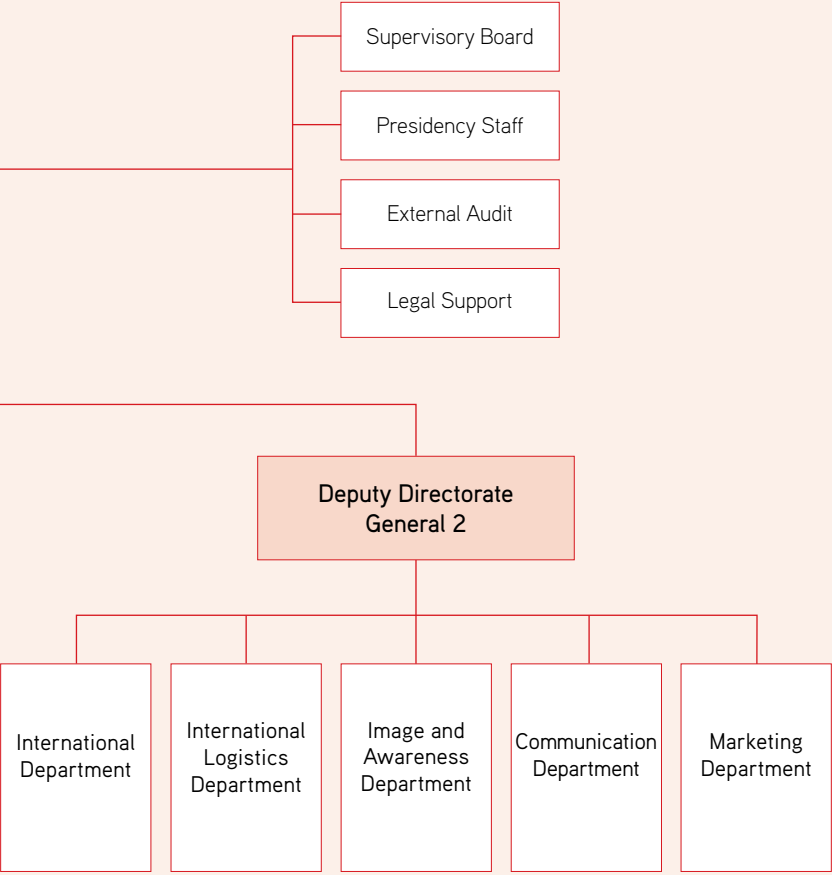 Supervisory Board
Presidency Staff
External Audit
Legal Support
Deputy Directorate
General 2
International
Department
International
Logistics
Department
Image and
Awareness
Department
Communication
Department
Marketing
Department